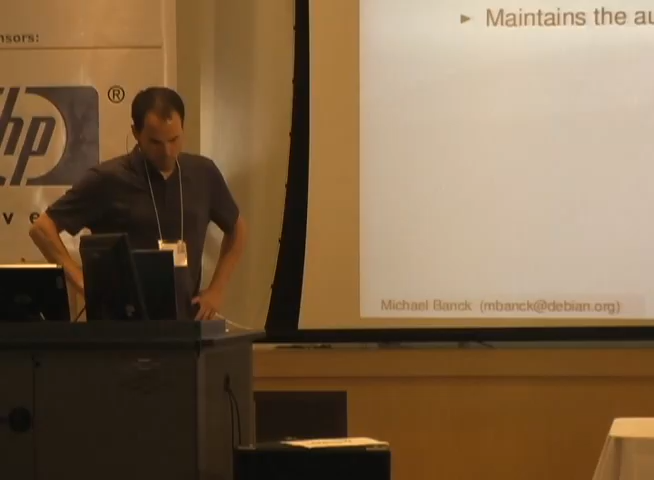 nsors:
hp
®
v e
► Maintains the au
Michael Banck (mbanck@debian.org)